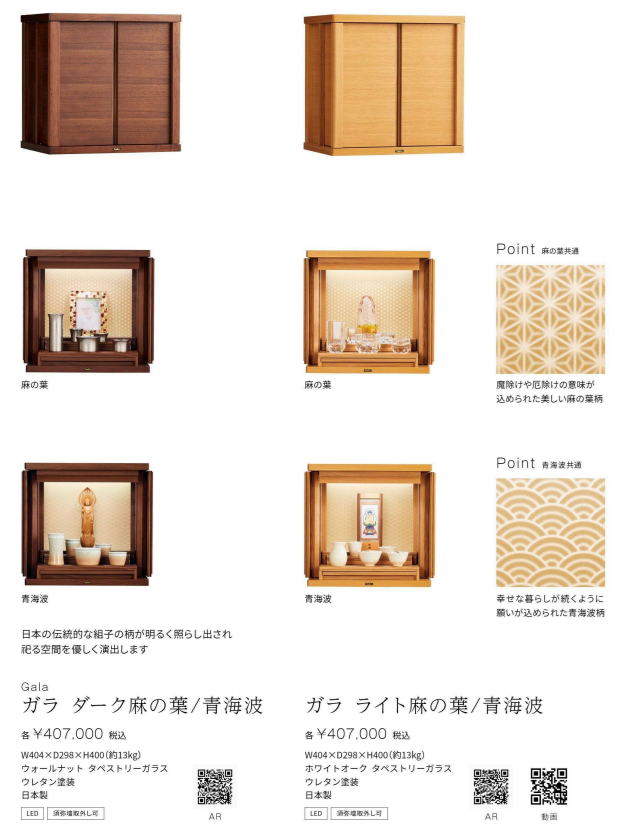 Point 麻の葉共通
麻の葉
麻の葉
魔除けや厄除けの意味が
込められた美しい麻の葉柄
Point 青海波共通
青海波
青海波
幸せな暮らしが続くように
願いが込められた青海波柄
日本の伝統的な組子の柄が明るく照らし出され
祀る空間を優しく演出します
Gala
ガラ ダーク麻の葉/青海波
各 ¥407,000 税込
W404×D298×H400(約13kg)
ウォールナット タペストリーガラス
ウレタン塗装
日本製
LED 須弥壇取外し可
AR
ガラ ライト麻の葉/青海波
各 ¥407,000 税込
W404×D298×H400(約13kg)
ホワイトオーク タペストリーガラス
ウレタン塗装
日本製
LED 須弥壇取外し可
AR
動画